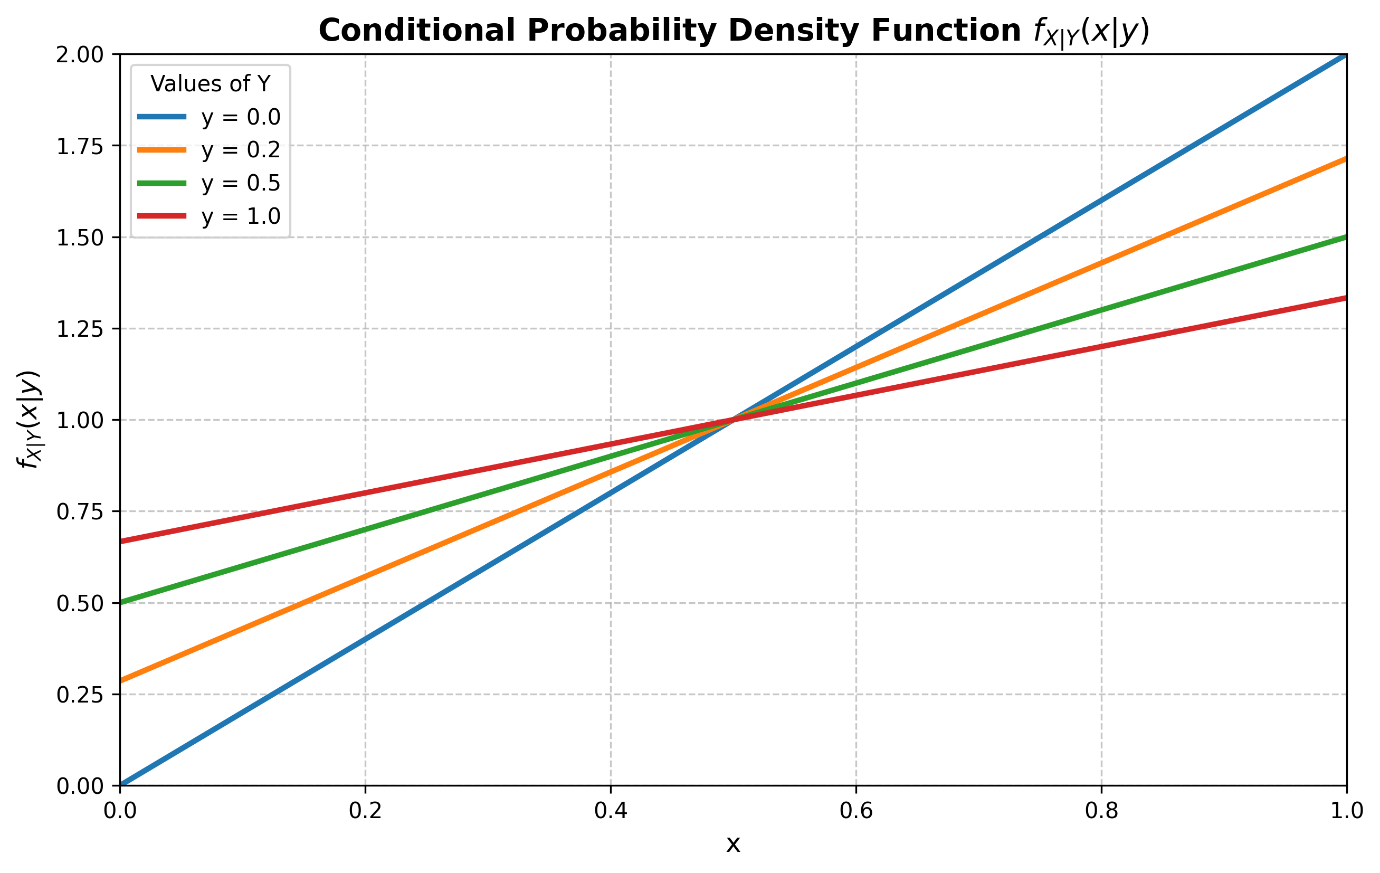 Conditional Probability Density Function f_{X|Y}(x|y)
Values of Y
y = 0.0
y = 0.2
y = 0.5
y = 1.0
2.00
1.75
1.50
1.25
1.00
0.75
0.50
0.25
0.00
f_{X|Y}(x|y)
0.0 0.2 0.4 0.6 0.8 1.0
x